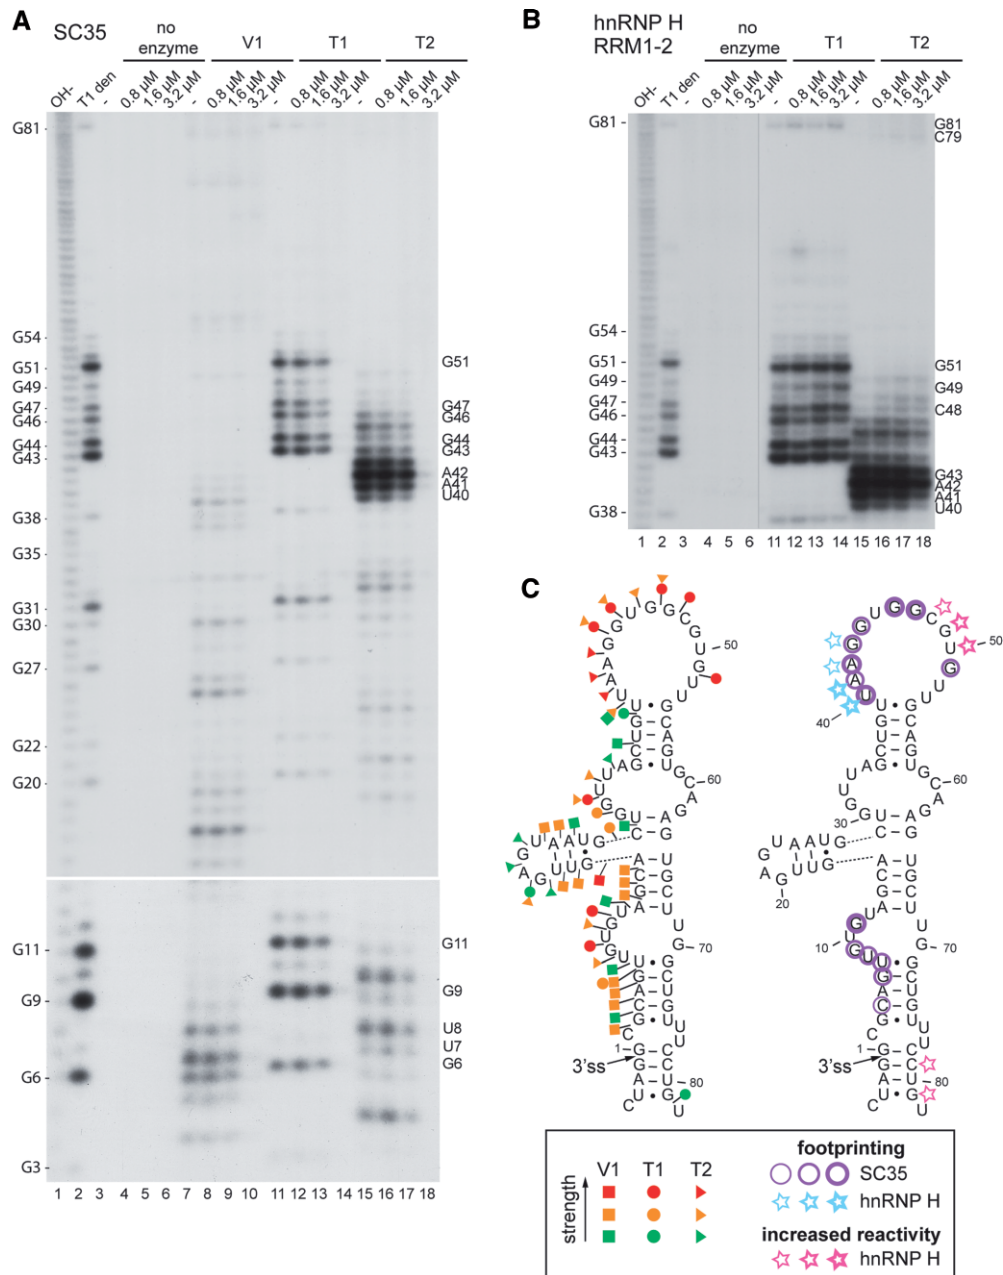 A
SC35
no
enzyme
V1
T1
T2
OH-
T1 den
-
0.8 µM
1.6 µM
3.2 µM
-
0.8 µM
1.6 µM
3.2 µM
-
0.8 µM
1.6 µM
3.2 µM
-
0.8 µM
1.6 µM
3.2 µM
G81 -
G54 -
G51 -
G49 -
G47 -
G46 -
G44 -
G43 -
G38 -
G35 -
G31 -
G30 -
G27 -
G22 -
G20 -
G51
G47
G46
G44
G43
A42
A41
U40
G11 -
G9 -
G6 -
G3 -
G11
G9
U8
U7
G6
1 2 3 4 5 6 7 8 9 10 11 12 13 14 15 16 17 18
B
hnRNP H
RRM1-2
no
enzyme
T1
T2
OH-
T1 den
-
0.8 µM
1.6 µM
3.2 µM
-
0.8 µM
1.6 µM
3.2 µM
-
0.8 µM
1.6 µM
3.2 µM
G81 -
G54 -
G51 -
G49 -
G47 -
G46 -
G44 -
G43 -
G38 -
G81
C79
G51
G49
C48
G43
A42
A41
U40
1 2 3 4 5 6 11 12 13 14 15 16 17 18
C
50
60
70
80
1
3'ss
50
40
60
30
20
10
70
1
80
3'ss
strength
V1 T1 T2
footprinting
SC35
hnRNP H
increased reactivity
hnRNP H